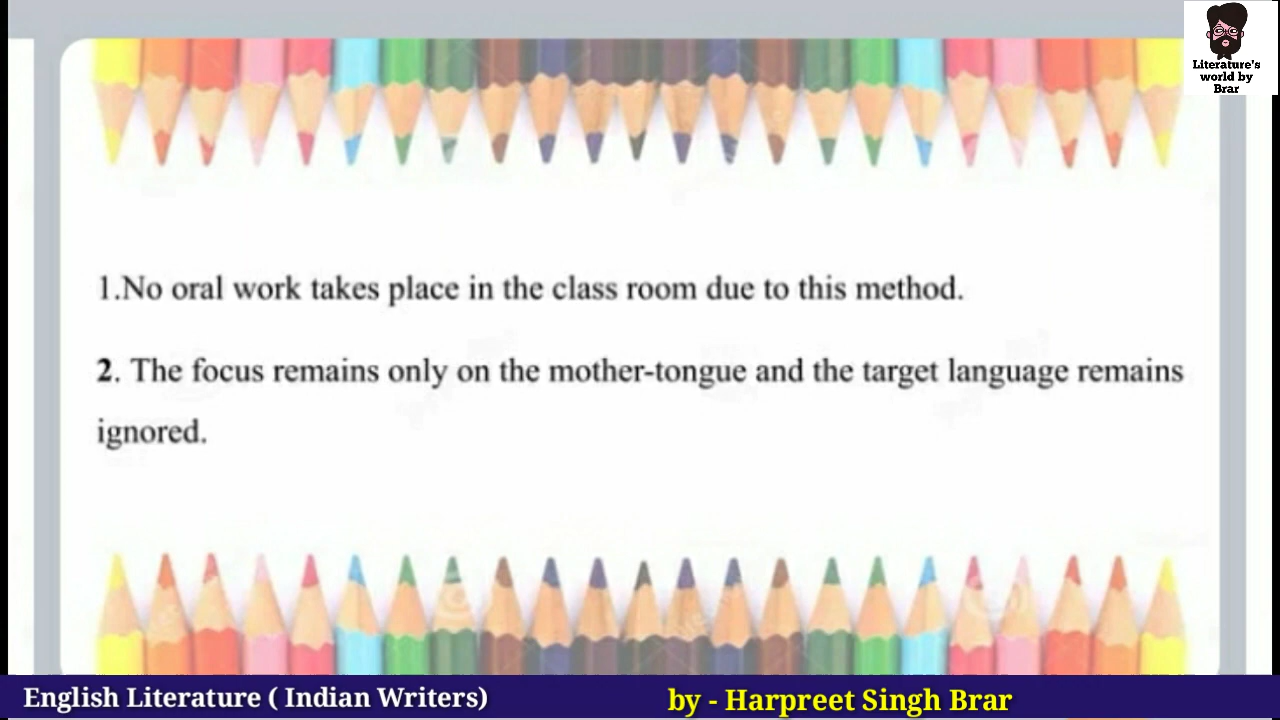 Literature's
world by
Brar
1.No oral work takes place in the class room due to this method.
2. The focus remains only on the mother-tongue and the target language remains
ignored.
English Literature ( Indian Writers)
by - Harpreet Singh Brar